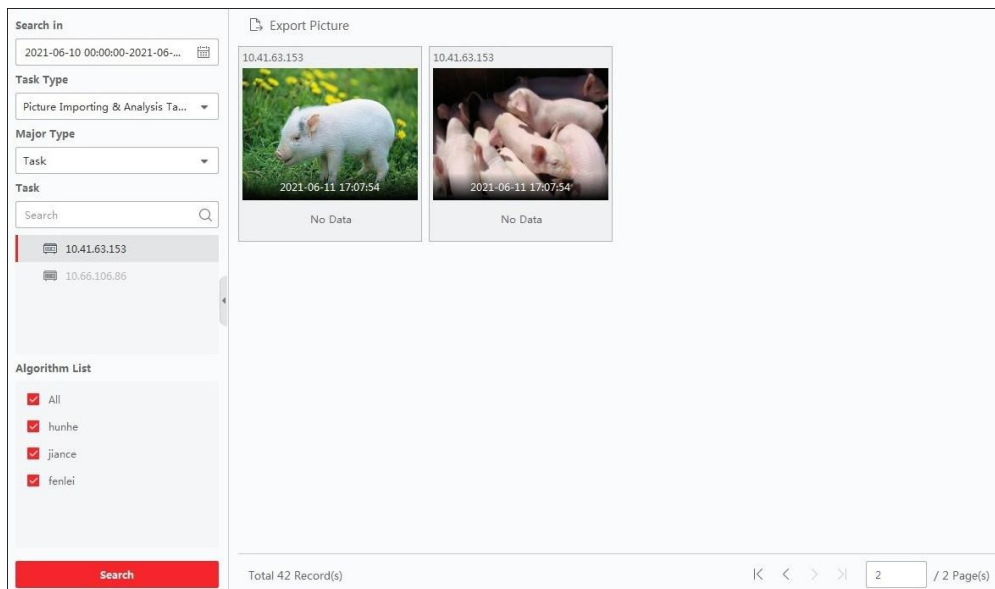 Search in
2021-06-10 00:00:00-2021-06-...
Task Type
Picture Importing & Analysis Ta...
Major Type
Task
Task
Search
10.41.63.153
10.66.106.86
Algorithm List
All
hunhe
jiance
fenlei
Search
Export Picture
10.41.63.153
2021-06-11 17:07:54
No Data
10.41.63.153
2021-06-11 17:07:54
No Data
Total 42 Record(s)
2 / 2 Page(s)